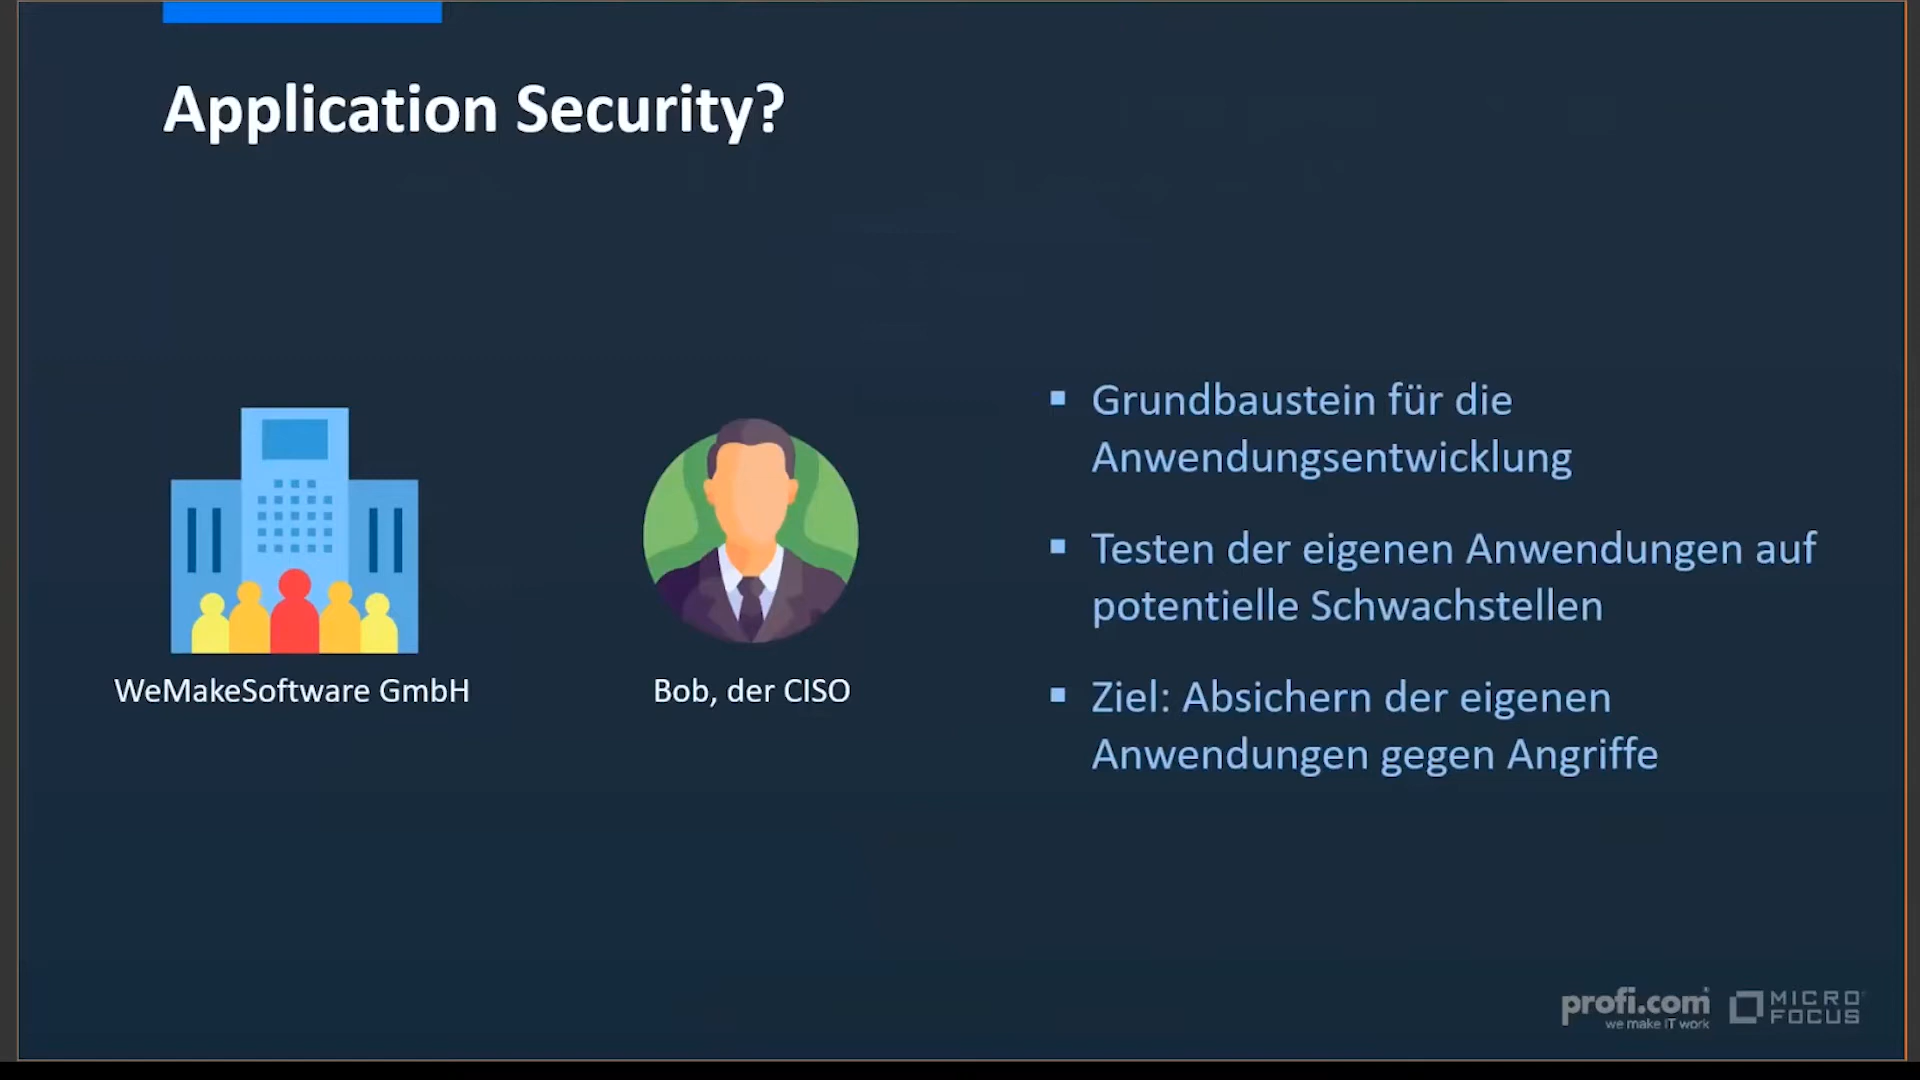 Application Security?
WeMakeSoftware GmbH
Bob, der CISO
Grundbaustein für die
Anwendungsentwicklung
Testen der eigenen Anwendungen auf
potentielle Schwachstellen
Ziel: Absichern der eigenen
Anwendungen gegen Angriffe
profi.com
we make IT work
MICRO
FOCUS